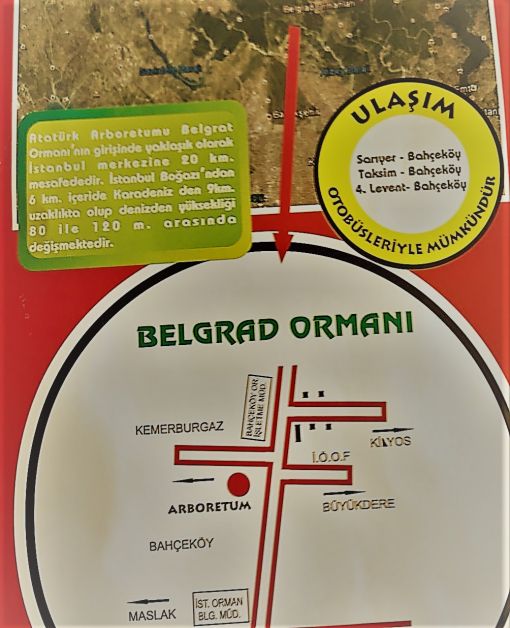 Atatürk Arboretumu Belgrat
Ormanı'nın girişinde yaklaşık olarak
İstanbul merkezine 20 km.
mesafededir. İstanbul Boğazı'ndan
6 km. içeride Karadeniz den 9km.
uzaklıkta olup denizden yüksekliği
80 ile 120 m. arasında
değişmektedir.
ULAŞIM
Sarıyer - Bahçeköy
Taksim - Bahçeköy
4. Levent- Bahçeköy
OTOBÜSLERİYLE MÜMKÜNDÜR
BELGRAD ORMANI
BAHÇEKÖY OR.
İŞLETME MÜD.
KEMERBURGAZ
KİLYOS
İ.Ö.O.F
ARBORETUM
BÜYÜKDERE
BAHÇEKÖY
MASLAK
İST. ORMAN
BLG. MÜD.